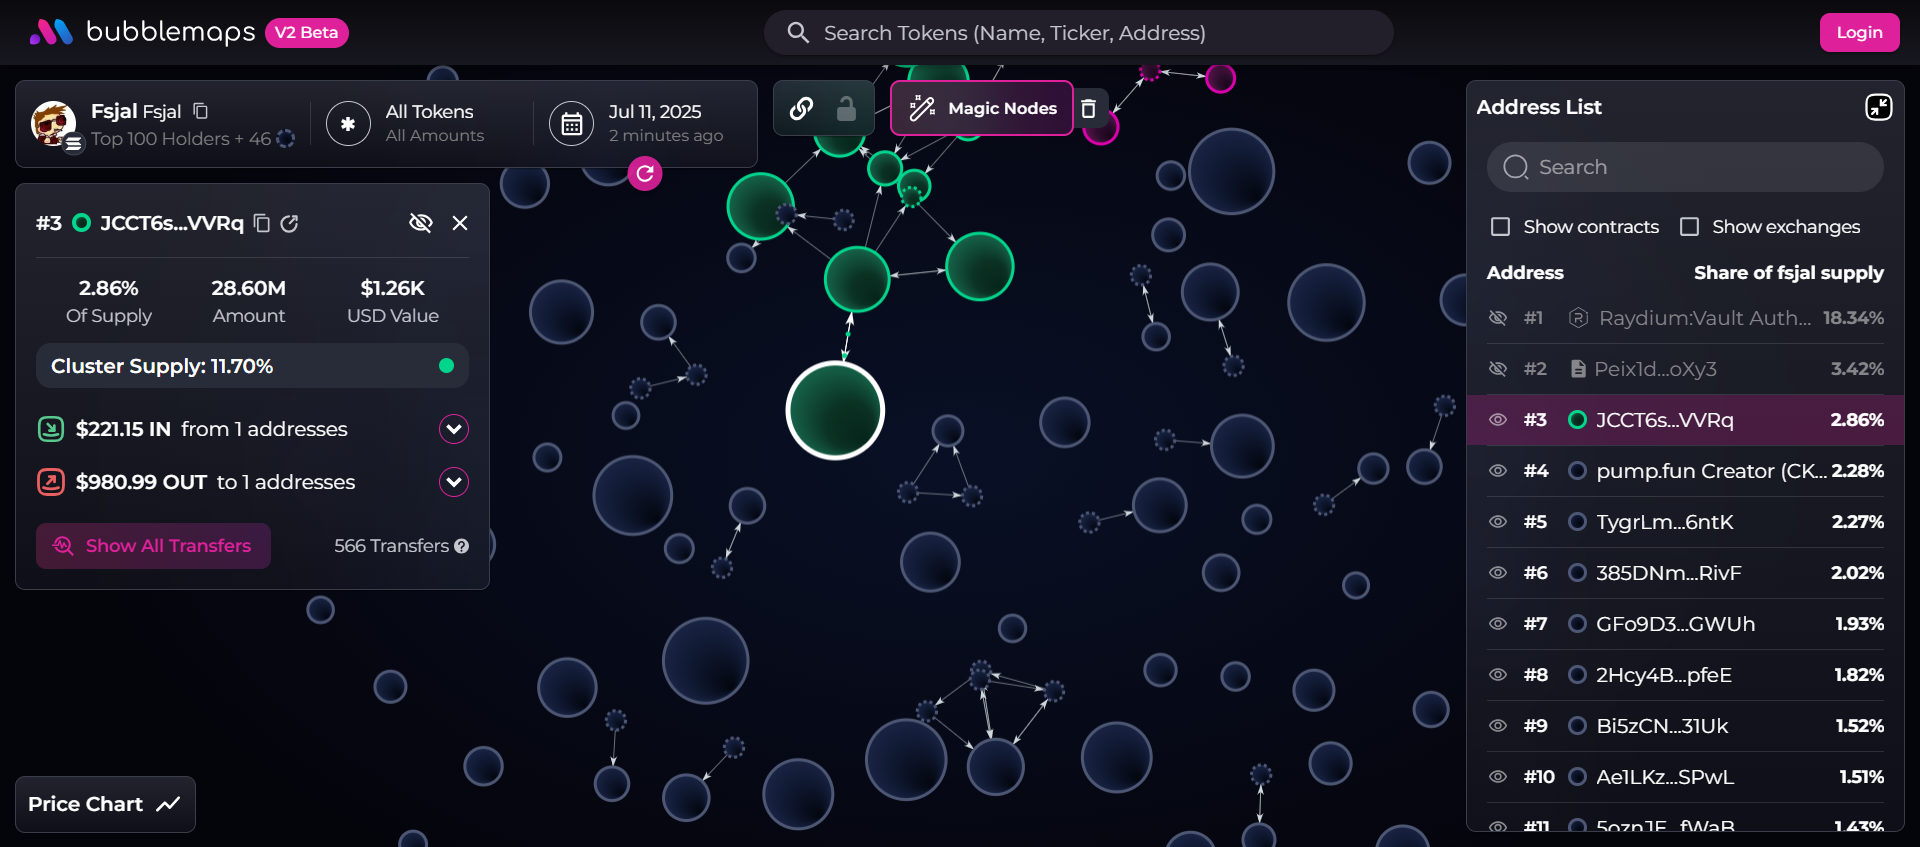 bubblemaps V2 Beta
Search Tokens (Name, Ticker, Address)
Login
Fsjal Fsjal
Top 100 Holders + 46
All Tokens
All Amounts
Jul 11, 2025
2 minutes ago
Magic Nodes
#3 JCCT6s...VVRq
2.86% 28.60M $1.26K
Of Supply Amount USD Value
Cluster Supply: 11.70%
$221.15 IN from 1 addresses
$980.99 OUT to 1 addresses
Show All Transfers 566 Transfers
Price Chart
Address List
Search
Show contracts Show exchanges
Address Share of fsjal supply
#1 Raydium:Vault Auth... 18.34%
#2 Peix1d...oXy3 3.42%
#3 JCCT6s...VVRq 2.86%
#4 pump.fun Creator (CK... 2.28%
#5 TygrLm...6ntK 2.27%
#6 385DNm...RivF 2.02%
#7 GFo9D3...GWUh 1.93%
#8 2Hcy4B...pfeE 1.82%
#9 Bi5zCN...31Uk 1.52%
#10 Ae1LKz...SPwL 1.51%
#11 1.43%